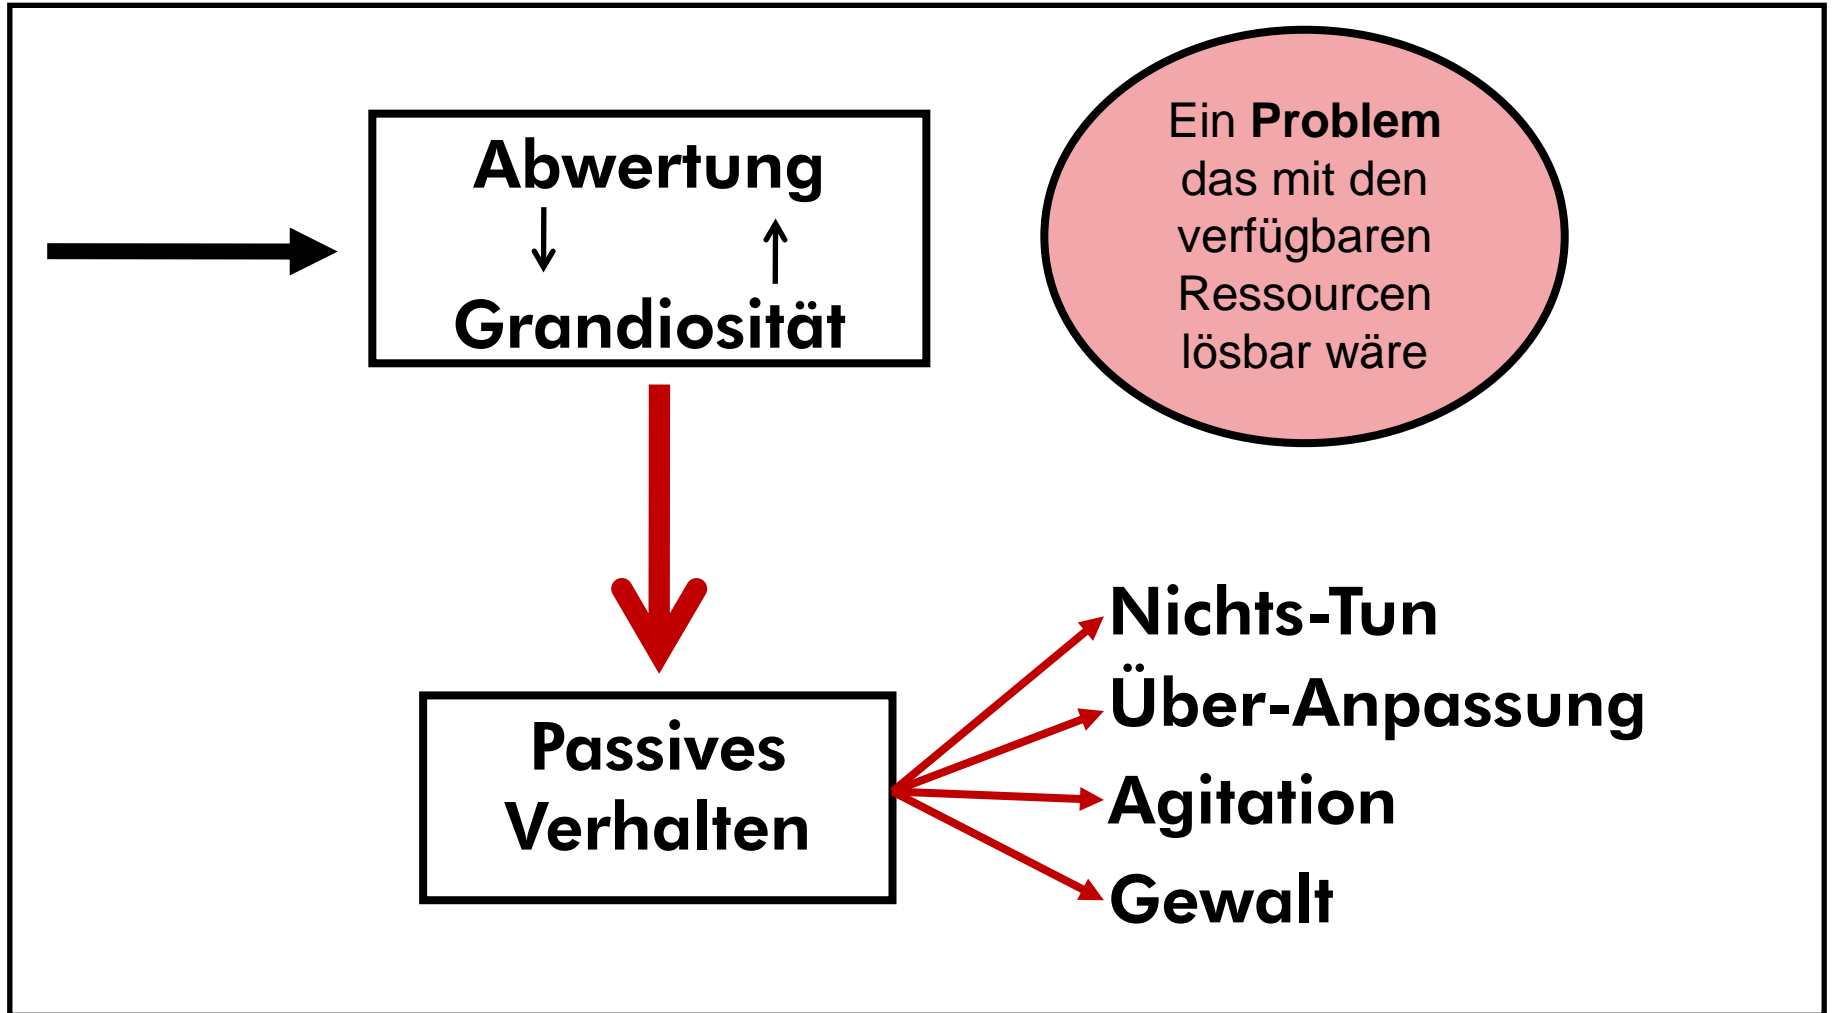 Abwertung
Grandiosität
Ein Problem
das mit den
verfügbaren
Ressourcen
lösbar wäre
Passives
Verhalten
Nichts-Tun
Über-Anpassung
Agitation
Gewalt